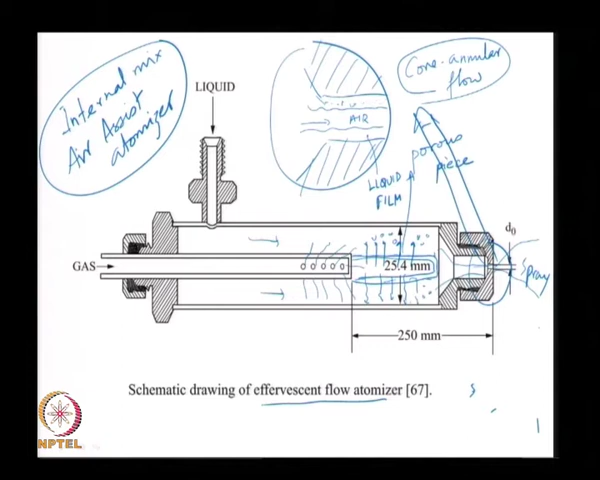 Internal mix
Air Assist
atomizer
LIQUID
AIR
Core-annular
flow
porous
piece
LIQUID
FILM
d0
GAS
25.4 mm
Spray
250 mm
Schematic drawing of effervescent flow atomizer [67].
NPTEL